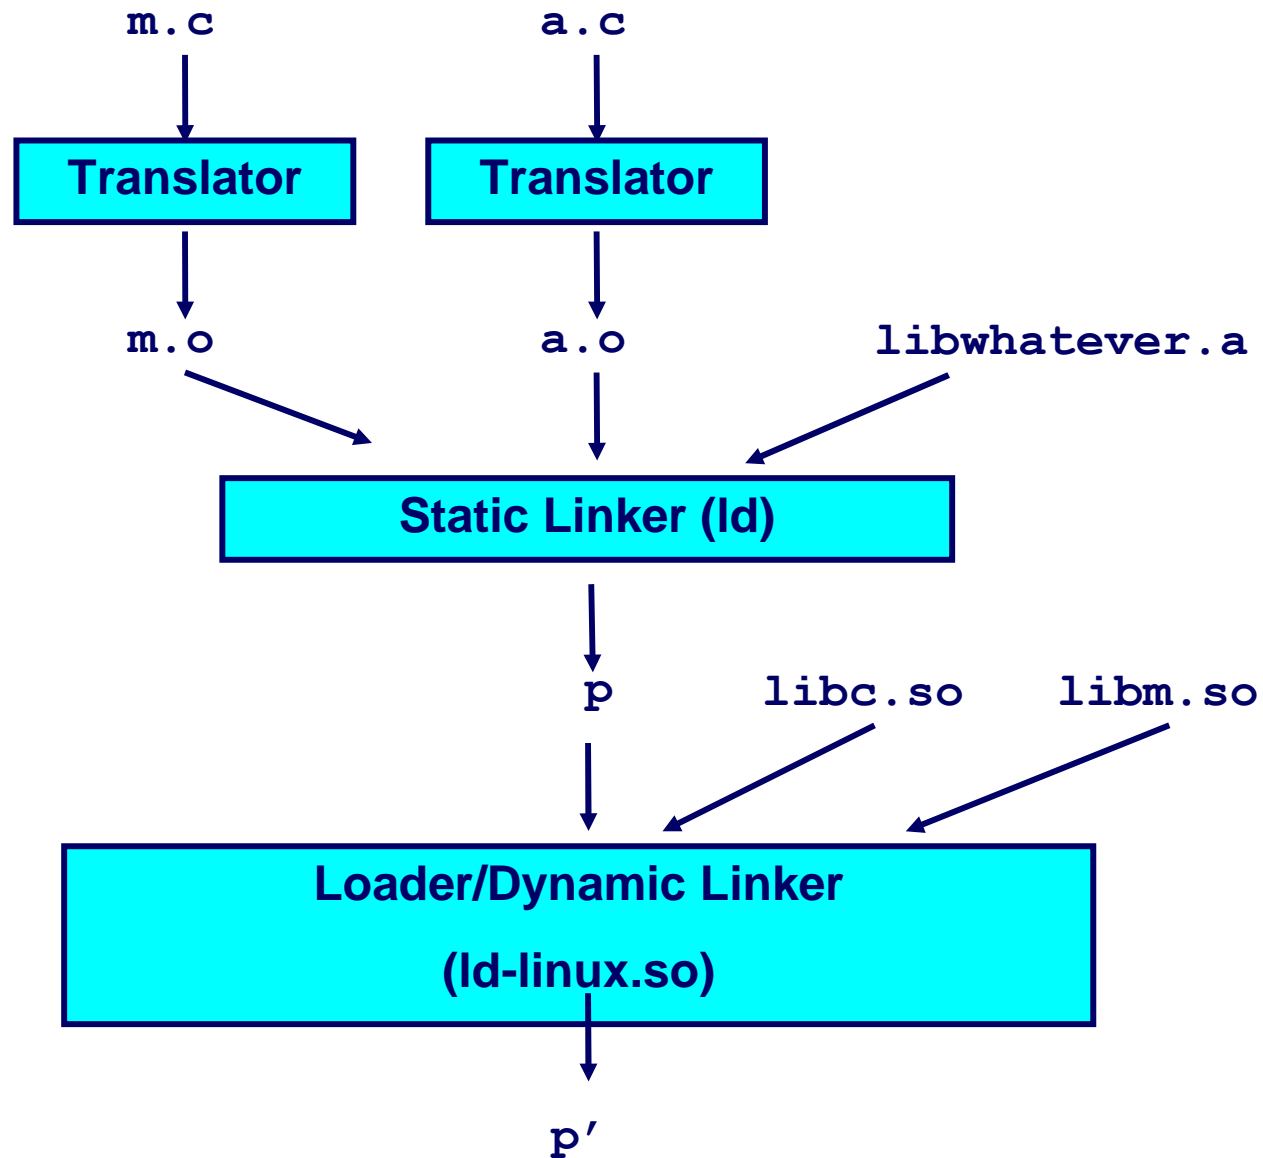 m.c a.c
Translator Translator
m.o a.o libwhatever.a
Static Linker (ld)
p libc.so libm.so
Loader/Dynamic Linker
(ld-linux.so)
p’